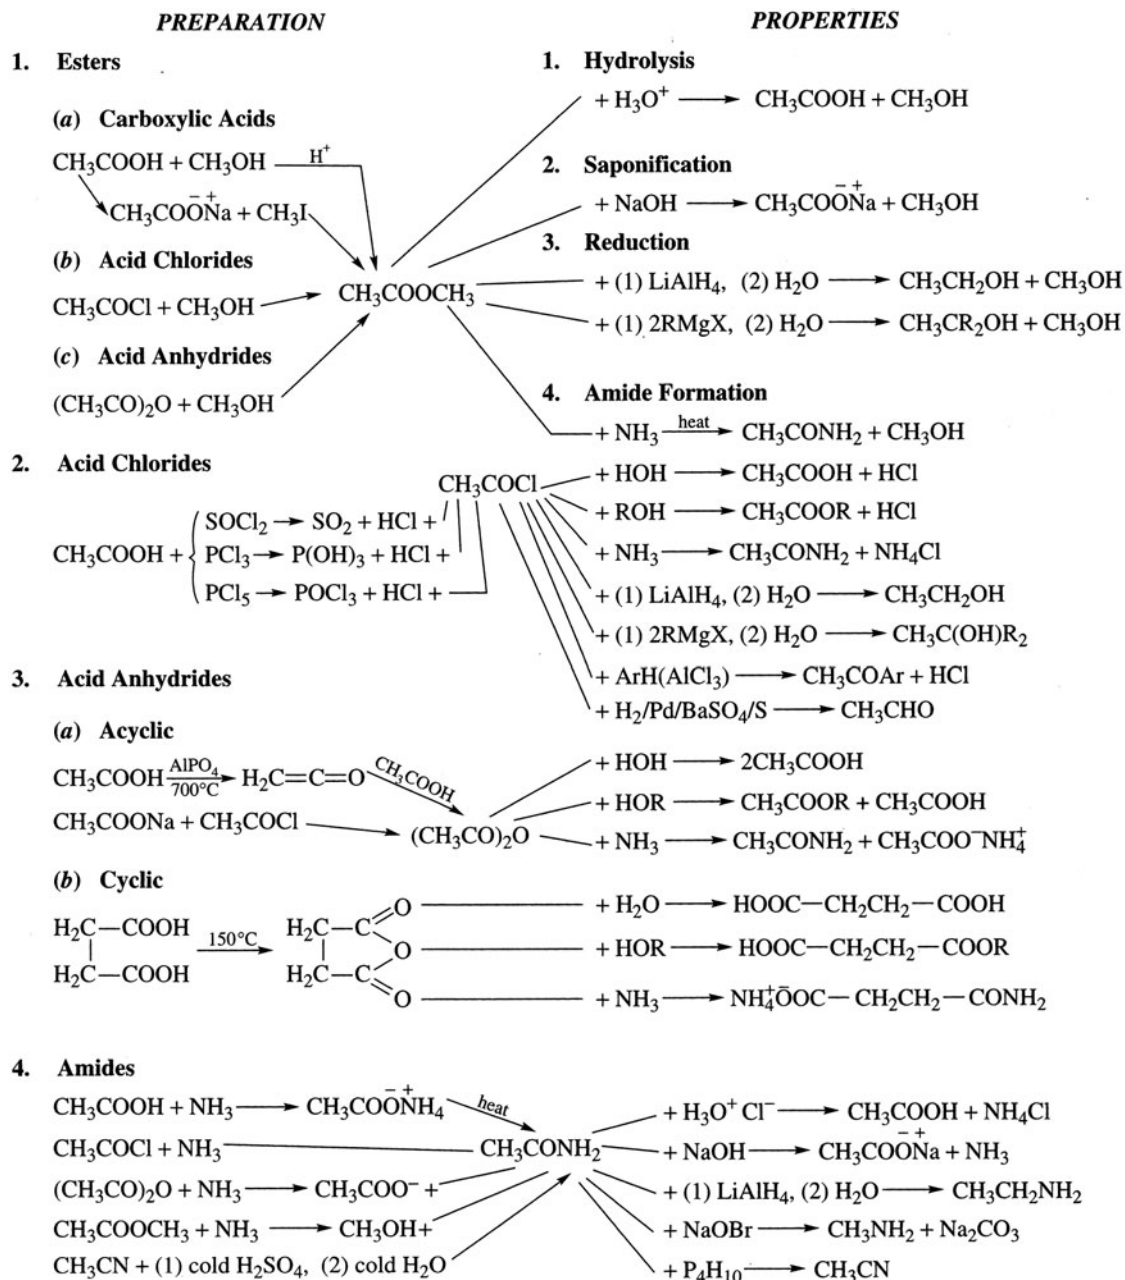 PREPARATION
PROPERTIES
1. Esters
(a) Carboxylic Acids
CH₃COOH + CH₃OH H⁺
CH₃COO⁻Na⁺ + CH₃I
(b) Acid Chlorides
CH₃COCl + CH₃OH
CH₃COOCH₃
(c) Acid Anhydrides
(CH₃CO)₂O + CH₃OH
1. Hydrolysis
+ H₃O⁺ → CH₃COOH + CH₃OH
2. Saponification
+ NaOH → CH₃COO⁻Na⁺ + CH₃OH
3. Reduction
+ (1) LiAlH₄, (2) H₂O → CH₃CH₂OH + CH₃OH
+ (1) 2RMgX, (2) H₂O → CH₃CR₂OH + CH₃OH
4. Amide Formation
+ NH₃ heat → CH₃CONH₂ + CH₃OH
2. Acid Chlorides
CH₃COCl
CH₃COOH +
SOCl₂ → SO₂ + HCl +
PCl₃ → P(OH)₃ + HCl +
PCl₅ → POCl₃ + HCl +
+ HOH → CH₃COOH + HCl
+ ROH → CH₃COOR + HCl
+ NH₃ → CH₃CONH₂ + NH₄Cl
+ (1) LiAlH₄, (2) H₂O → CH₃CH₂OH
+ (1) 2RMgX, (2) H₂O → CH₃C(OH)R₂
+ ArH(AlCl₃) → CH₃COAr + HCl
+ H₂/Pd/BaSO₄/S → CH₃CHO
3. Acid Anhydrides
(a) Acyclic
CH₃COOH AlPO₄ 700°C → H₂C=C=O CH₃COOH
CH₃COONa + CH₃COCl
(CH₃CO)₂O
+ HOH → 2CH₃COOH
+ HOR → CH₃COOR + CH₃COOH
+ NH₃ → CH₃CONH₂ + CH₃COO⁻NH₄⁺
(b) Cyclic
H₂C—COOH
H₂C—COOH
150°C
O
H₂C—C
O
H₂C—C
O
+ H₂O → HOOC—CH₂CH₂—COOH
+ HOR → HOOC—CH₂CH₂—COOR
+ NH₃ → NH₄⁺⁻OOC—CH₂CH₂—CONH₂
4. Amides
CH₃COOH + NH₃ → CH₃COO⁻NH₄⁺ heat
CH₃COCl + NH₃
CH₃CONH₂
(CH₃CO)₂O + NH₃ → CH₃COO⁻ +
CH₃COOCH₃ + NH₃ → CH₃OH+
CH₃CN + (1) cold H₂SO₄, (2) cold H₂O
+ H₃O⁺ Cl⁻ → CH₃COOH + NH₄Cl
+ NaOH → CH₃COO⁻Na⁺ + NH₃
+ (1) LiAlH₄, (2) H₂O → CH₃CH₂NH₂
+ NaOBr → CH₃NH₂ + Na₂CO₃
+ P₄H₁₀ → CH₃CN